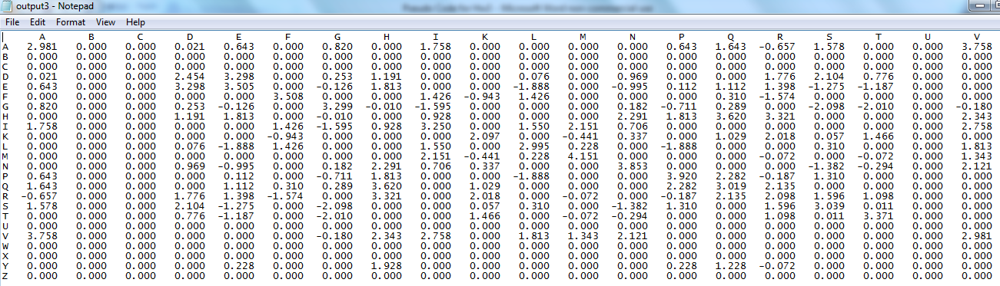 output3 - Notepad
File Edit Format View Help
A B C D E F G H I K L M N P Q R S T U V
A 2.981 0.000 0.000 0.021 0.643 0.000 0.820 0.000 1.758 0.000 0.000 0.000 0.000 0.643 1.643 -0.657 1.578 0.000 0.000 3.758
B 0.000 0.000 0.000 0.000 0.000 0.000 0.000 0.000 0.000 0.000 0.000 0.000 0.000 0.000 0.000 0.000 0.000 0.000 0.000 0.000
C 0.000 0.000 0.000 0.000 0.000 0.000 0.000 0.000 0.000 0.000 0.000 0.000 0.000 0.000 0.000 0.000 0.000 0.000 0.000 0.000
D 0.021 0.000 0.000 2.454 3.298 0.000 0.253 1.191 0.000 0.000 0.076 0.000 0.969 0.000 0.000 1.776 2.104 0.776 0.000 0.000
E 0.643 0.000 0.000 3.298 3.505 0.000 -0.126 1.813 0.000 0.000 -1.888 0.000 -0.995 0.112 1.112 1.398 -1.275 -1.187 0.000 0.000
F 0.000 0.000 0.000 0.000 0.000 3.508 0.000 0.000 1.426 -0.943 1.426 0.000 0.000 0.000 0.310 -1.574 0.000 0.000 0.000 0.000
G 0.820 0.000 0.000 0.253 -0.126 0.000 3.299 -0.010 -1.595 0.000 0.000 0.000 0.182 -0.711 0.289 0.000 -2.098 -2.010 0.000 -0.180
H 0.000 0.000 0.000 1.191 1.813 0.000 -0.010 0.000 0.928 0.000 0.000 0.000 2.291 1.813 3.620 3.321 0.000 0.000 0.000 2.343
I 1.758 0.000 0.000 0.000 0.000 1.426 -1.595 0.928 3.250 0.000 1.550 2.151 0.706 0.000 0.000 0.000 0.000 0.000 0.000 2.758
K 0.000 0.000 0.000 0.000 0.000 -0.943 0.000 0.000 0.000 2.097 0.000 -0.441 0.337 0.000 1.029 2.018 0.057 1.466 0.000 0.000
L 0.000 0.000 0.000 0.076 -1.888 1.426 0.000 0.000 1.550 0.000 2.995 0.228 0.000 -1.888 0.000 0.000 0.310 0.000 0.000 1.813
M 0.000 0.000 0.000 0.000 0.000 0.000 0.000 0.000 2.151 -0.441 0.228 4.151 0.000 0.000 0.000 -0.072 0.000 -0.072 0.000 1.343
N 0.000 0.000 0.000 0.969 -0.995 0.000 0.182 2.291 0.706 0.337 0.000 0.000 3.853 0.000 0.000 0.000 -1.382 -0.294 0.000 2.121
P 0.643 0.000 0.000 0.000 0.112 0.000 -0.711 1.813 0.000 0.000 -1.888 0.000 0.000 3.920 2.282 -0.187 1.310 0.000 0.000 0.000
Q 1.643 0.000 0.000 0.000 1.112 0.310 0.289 3.620 0.000 1.029 0.000 0.000 0.000 2.282 3.019 2.135 0.000 0.000 0.000 0.000
R -0.657 0.000 0.000 1.776 1.398 -1.574 0.000 3.321 0.000 2.018 0.000 -0.072 0.000 -0.187 2.135 2.098 1.596 1.098 0.000 0.000
S 1.578 0.000 0.000 2.104 -1.275 0.000 -2.098 0.000 0.000 0.057 0.310 0.000 -1.382 1.310 0.000 1.596 3.039 0.011 0.000 0.000
T 0.000 0.000 0.000 0.776 -1.187 0.000 -2.010 0.000 0.000 1.466 0.000 -0.072 -0.294 0.000 0.000 1.098 0.011 3.371 0.000 0.000
U 0.000 0.000 0.000 0.000 0.000 0.000 0.000 0.000 0.000 0.000 0.000 0.000 0.000 0.000 0.000 0.000 0.000 0.000 0.000 0.000
V 3.758 0.000 0.000 0.000 0.000 0.000 -0.180 2.343 2.758 0.000 1.813 1.343 2.121 0.000 0.000 0.000 0.000 0.000 0.000 2.981
W 0.000 0.000 0.000 0.000 0.000 0.000 0.000 0.000 0.000 0.000 0.000 0.000 0.000 0.000 0.000 0.000 0.000 0.000 0.000 0.000
X 0.000 0.000 0.000 0.000 0.000 0.000 0.000 0.000 0.000 0.000 0.000 0.000 0.000 0.000 0.000 0.000 0.000 0.000 0.000 0.000
Y 0.000 0.000 0.000 0.000 0.228 0.000 0.000 1.928 0.000 0.000 0.000 0.000 0.000 0.228 1.228 -0.072 0.000 0.000 0.000 0.000
Z 0.000 0.000 0.000 0.000 0.000 0.000 0.000 0.000 0.000 0.000 0.000 0.000 0.000 0.000 0.000 0.000 0.000 0.000 0.000 0.000